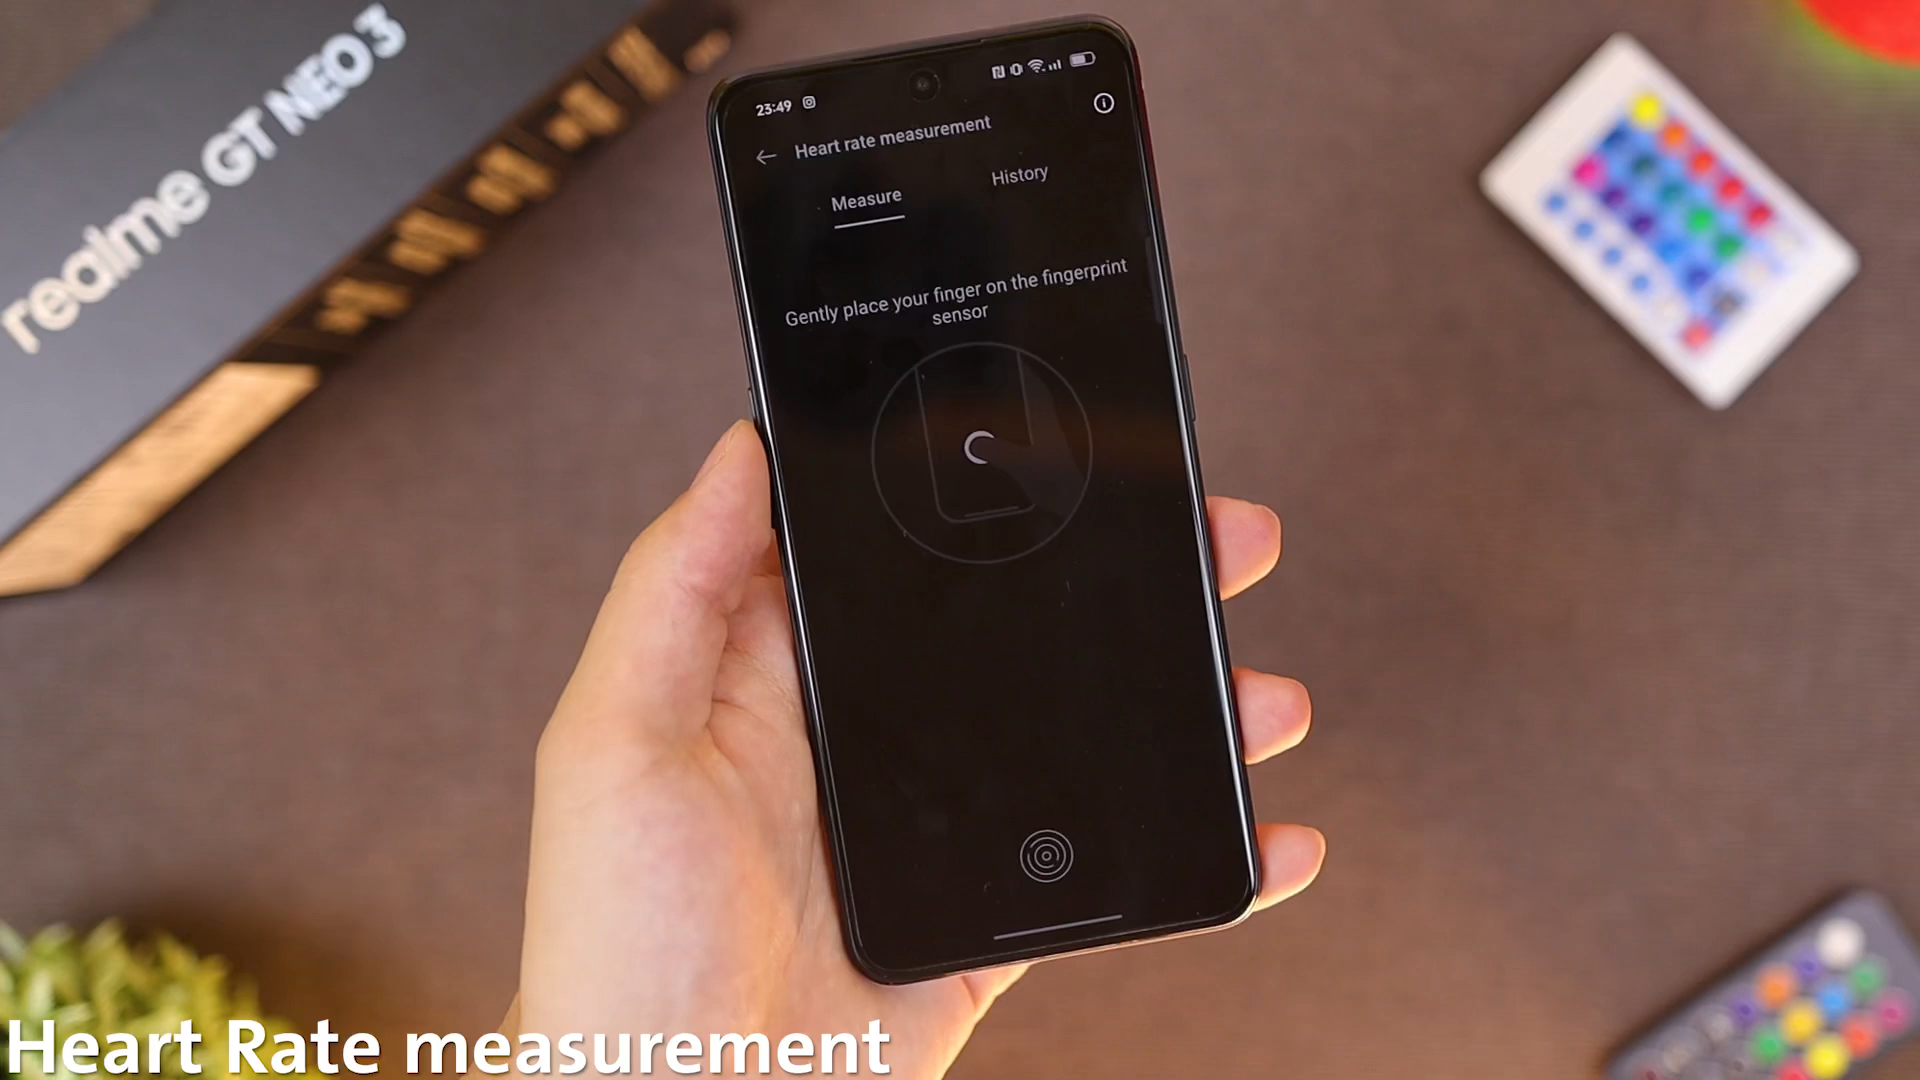 realme GT NEO 3
23:49
Heart rate measurement
Measure
History
Gently place your finger on the fingerprint
sensor
Heart Rate measurement